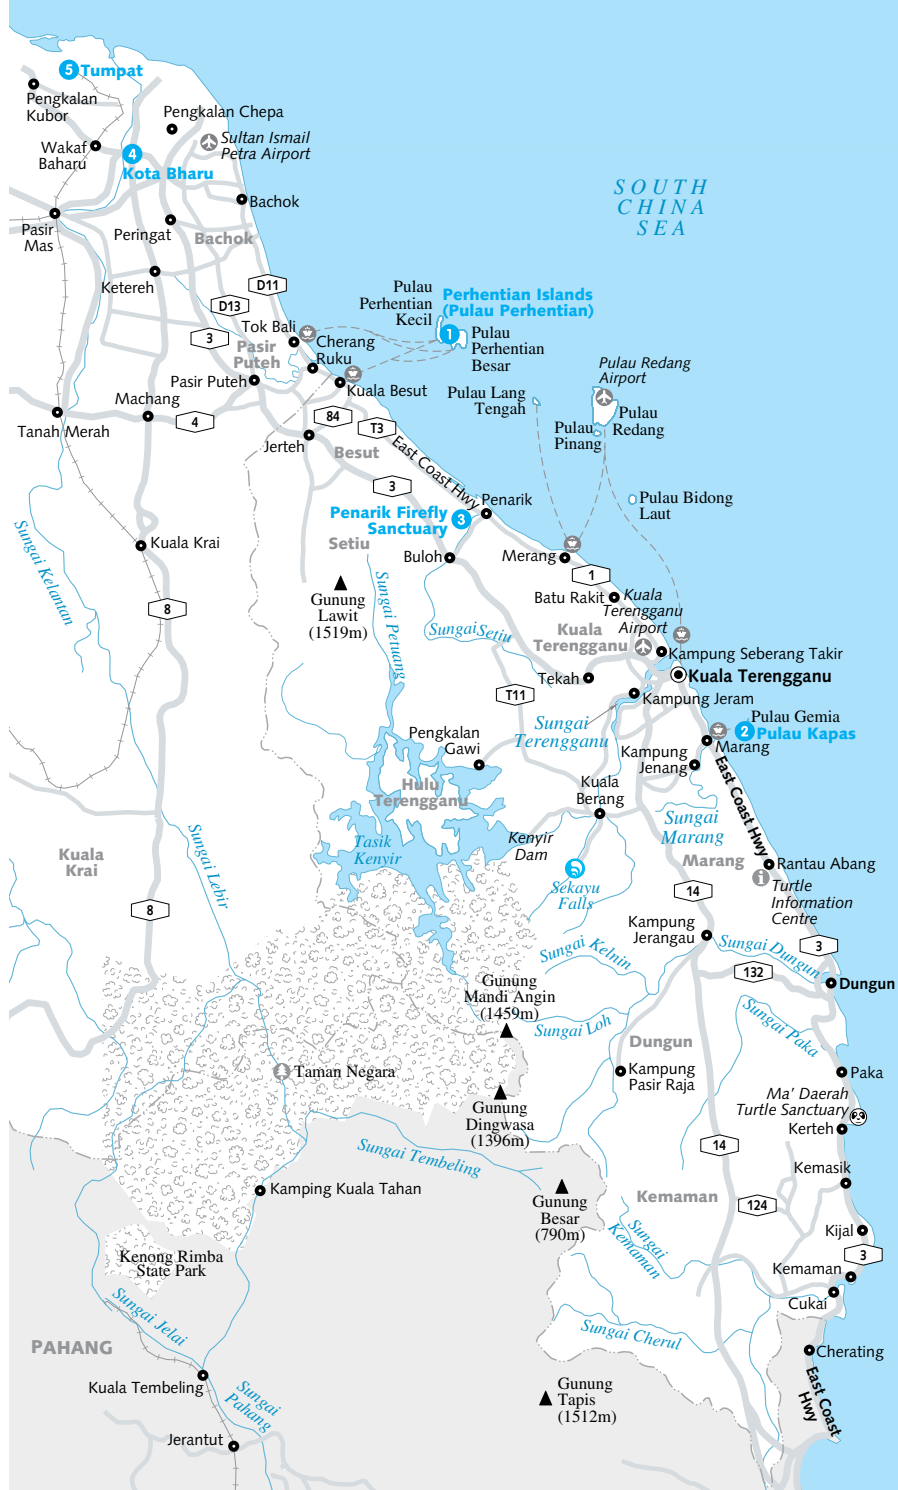 5 Tumpat
Pengkalan
Kubor
Pengkalan Chepa
Sultan Ismail
Petra Airport
Wakaf
Baharu
4
Kota Bharu
SOUTH
CHINA
SEA
Bachok
Pasir
Mas
Peringat
Bachok
Ketereh
D11
D13
3
Pulau
Perhentian
Kecil
Perhentian Islands
(Pulau Perhentian)
1
Pulau
Perhentian
Besar
Tok Bali
Cherang
Ruku
Pasir
Puteh
Pasir Puteh
Kuala Besut
Pulau Redang
Airport
Pulau Lang
Tengah
Pulau
Redang
Pulau
Pinang
Machang
Tanah Merah
4
84
T3
Jerteh
Besut
East Coast Hwy
3
Penarik
Pulau Bidong
Laut
Penarik Firefly
Sanctuary
3
Setiu
Buloh
Merang
Kuala Krai
Sungai Kelantan
1
Gunung
Lawit
(1519m)
Sungai Petuang
Batu Rakit
Kuala
Terengganu
Airport
8
Sungai Setiu
Kuala
Terengganu
Kampung Seberang Takir
Kuala Terengganu
Tekah
T11
Kampung Jeram
Sungai
Terengganu
Pulau Gemia
2 Pulau Kapas
Marang
Pengkalan
Gawi
Kampung
Jenang
East Coast Hwy
Hulu
Terengganu
Kuala
Berang
Sungai
Marang
Tasik
Kenyir
Kenyir
Dam
Kuala
Krai
Sungai Lebir
Marang
Rantau Abang
Turtle
Information
Centre
Sekayu
Falls
14
8
Kampung
Jerangau
Sungai Kelnin
Sungai Dungun
3
132
Dungun
Gunung
Mandi Angin
(1459m)
Sungai Loh
Sungai Paka
Dungun
Taman Negara
Kampung
Pasir Raja
Paka
Ma' Daerah
Turtle Sanctuary
Kerteh
Gunung
Dingwasa
(1396m)
14
Sungai Tembeling
Kemasik
Kamping Kuala Tahan
Gunung
Besar
(790m)
Kemaman
124
Sungai
Kemaman
Kijal
3
Kenong Rimba
State Park
Kemaman
Cukai
Sungai Jelai
Sungai Cherul
PAHANG
Cherating
East Coast
Hwy
Kuala Tembeling
Sungai
Pahang
Gunung
Tapis
(1512m)
Jerantut